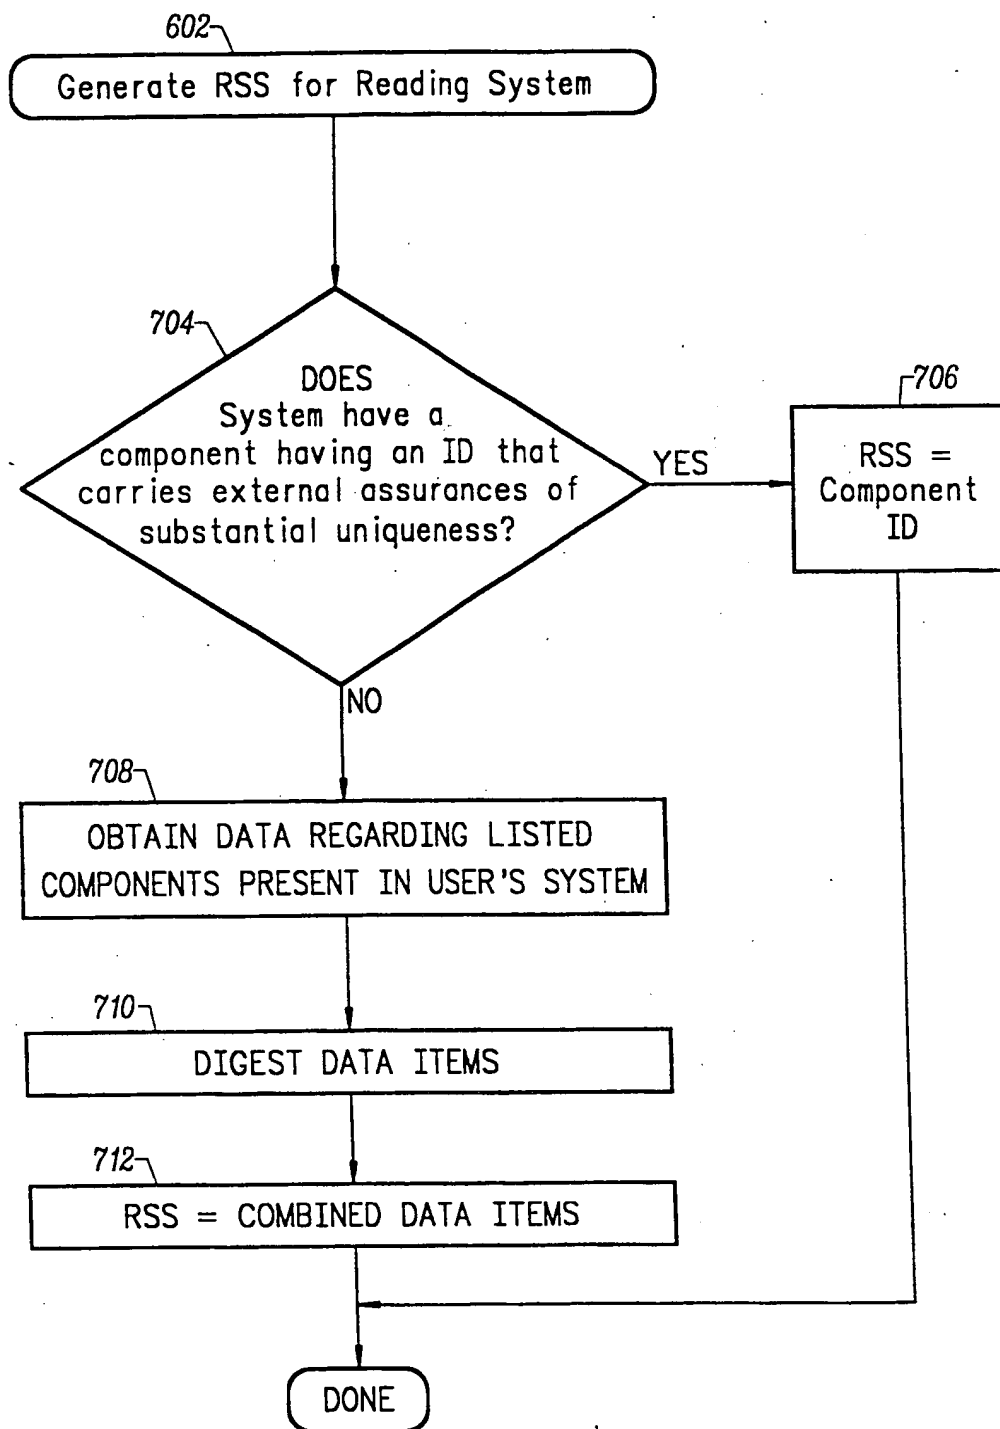 602
Generate RSS for Reading System
704
DOES
System have a
component having an ID that
carries external assurances of
substantial uniqueness?
YES
706
RSS =
Component
ID
NO
708
OBTAIN DATA REGARDING LISTED
COMPONENTS PRESENT IN USER'S SYSTEM
710
DIGEST DATA ITEMS
712
RSS = COMBINED DATA ITEMS
DONE